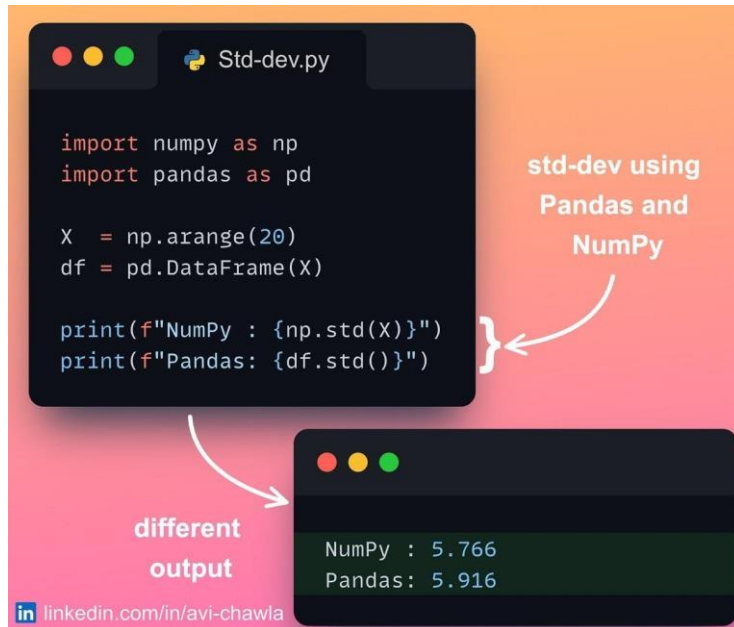 Std-dev.py
import numpy as np
import pandas as pd
X  = np.arange(20)
df = pd.DataFrame(X)
print(f"NumPy : {np.std(X)}")
print(f"Pandas: {df.std()}")
}
std-dev using
Pandas and
NumPy
different
output
NumPy : 5.766
Pandas: 5.916
in linkedin.com/in/avi-chawla